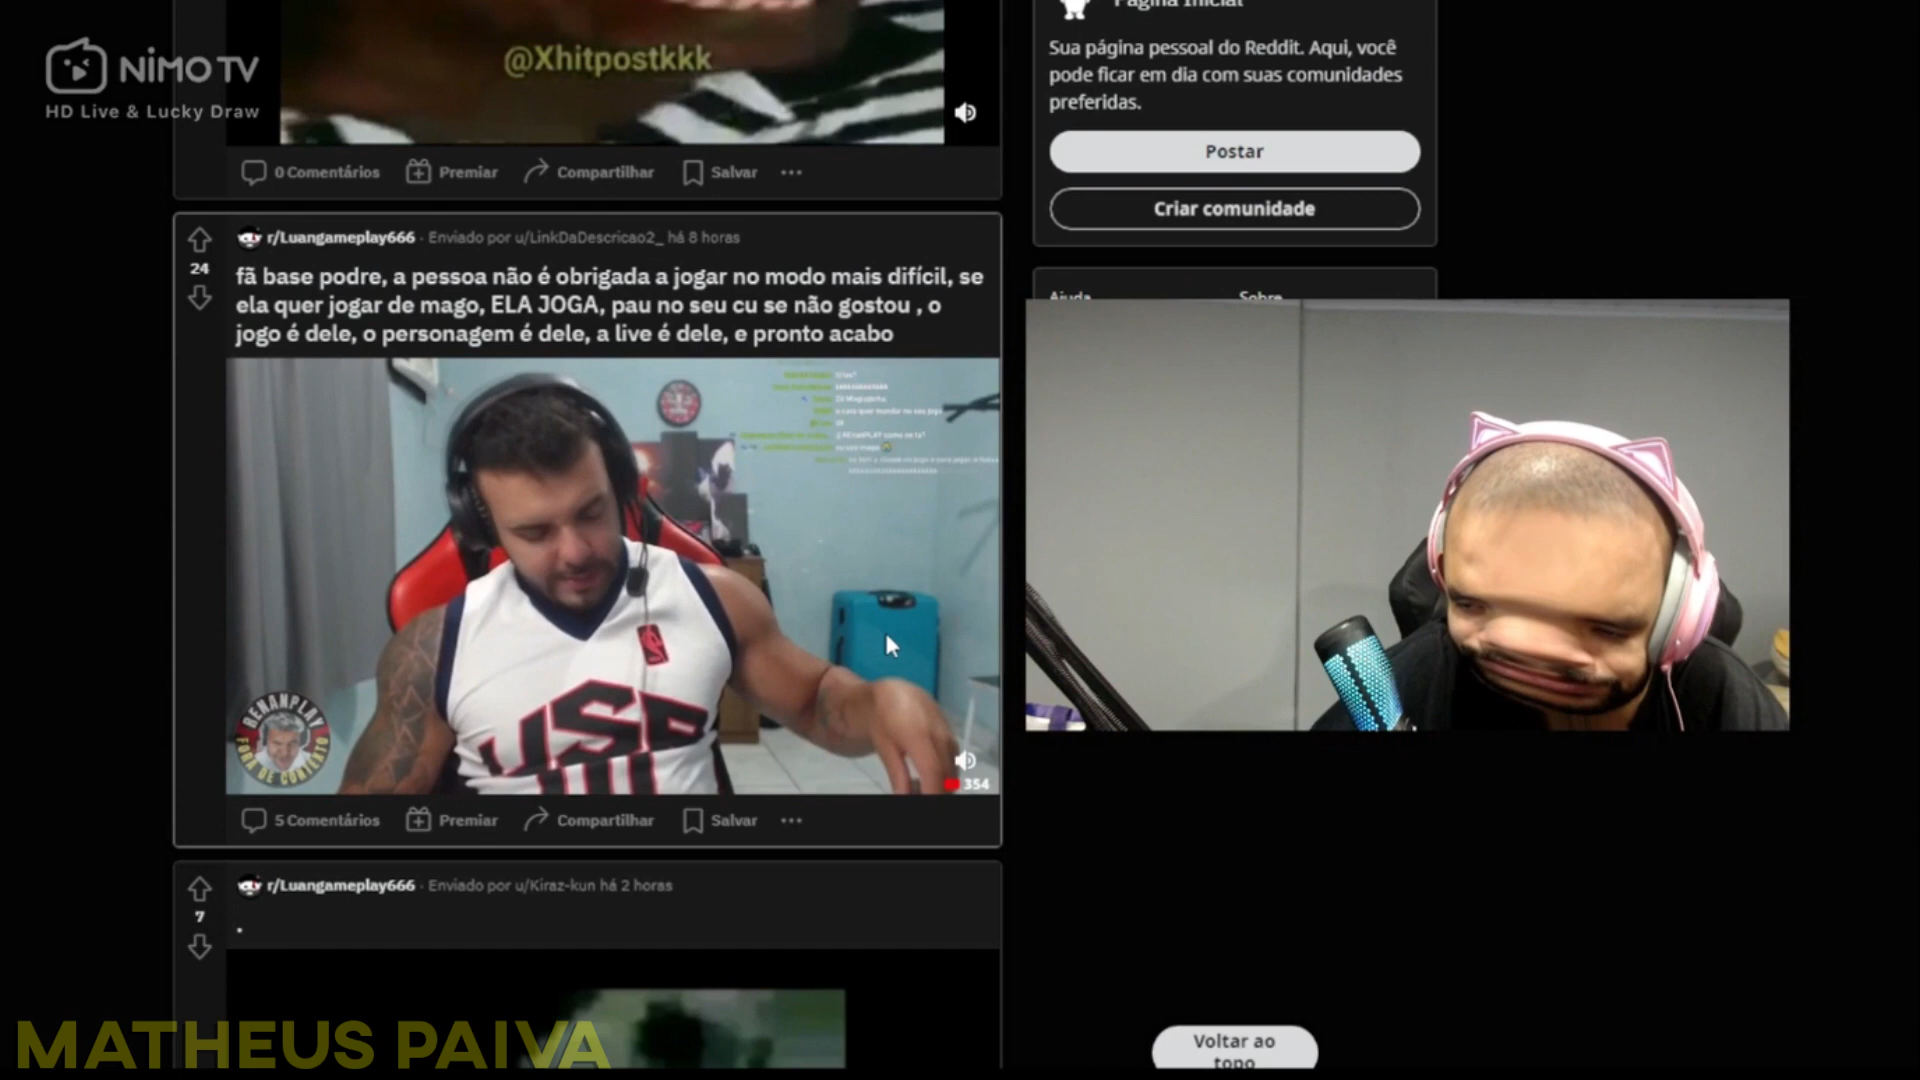 NiMO TV
HD Live & Lucky Draw
@Xhitpostkkk
0 Comentários Premiar Compartilhar Salvar ...
Página Inicial
Sua página pessoal do Reddit. Aqui, você
pode ficar em dia com suas comunidades
preferidas.
Postar
Criar comunidade
Ajuda Sobre
r/Luangameplay666 · Enviado por u/LinkDaDescricao2_ há 8 horas
24
fã base podre, a pessoa não é obrigada a jogar no modo mais difícil, se
ela quer jogar de mago, ELA JOGA, pau no seu cu se não gostou , o
jogo é dele, o personagem é dele, a live é dele, e pronto acabo
RENANPLAY
FORA DE CONTEXTO
USA
354
5 Comentários Premiar Compartilhar Salvar ...
r/Luangameplay666 · Enviado por u/Kiraz-kun há 2 horas
7
.
MATHEUS PAIVA
Voltar ao
topo